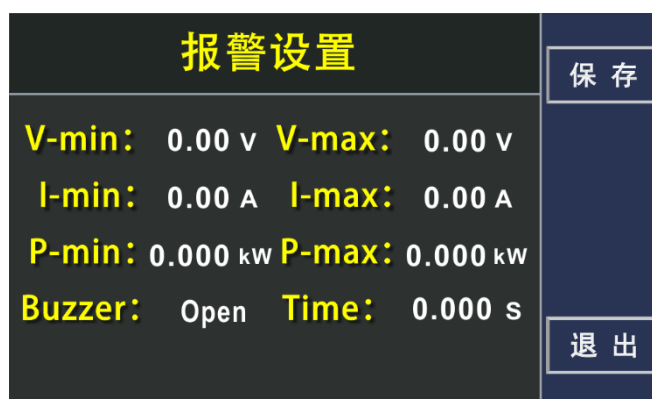 报警设置
保存
V-min: 0.00 V V-max: 0.00 V
I-min: 0.00 A I-max: 0.00 A
P-min: 0.000 kW P-max: 0.000 kW
Buzzer: Open Time: 0.000 s
退出